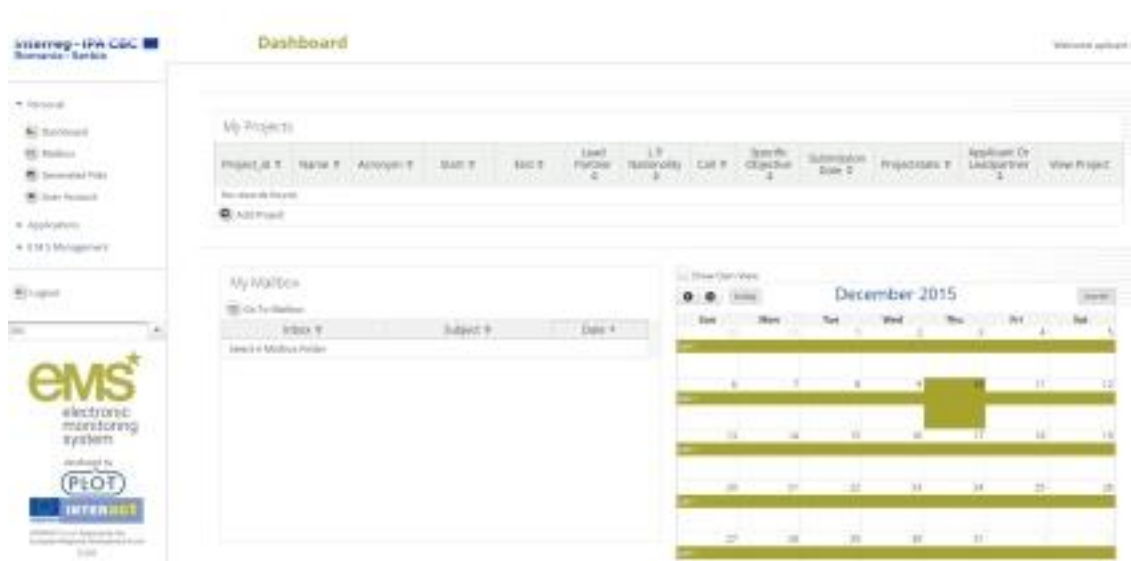 Interreg - IPA CBC
Romania - Serbia
Dashboard
Welcome aplicant
Personal
Dashboard
Mailbox
Generated Files
User Account
Applications
EMS Management
Logout
My Projects
Project_id Name Acronym Start End Lead Partner L.P. Nationality Call Specific Objective Submission Date Projectstate Applicant Or Leadpartner View Project
No records found.
Add Project
My Mailbox
Go To Mailbox
Inbox Subject Date
Select A Mailbox Folder
Show Own View
today December 2015 month
Sun Mon Tue Wed Thu Fri Sat
1 2 3 4 5
6 7 8 9 10 11 12
13 14 15 16 17 18 19
20 21 22 23 24 25 26
27 28 29 30 31
eMS
electronic
monitoring
system
developed by
PLOT
INTERACT